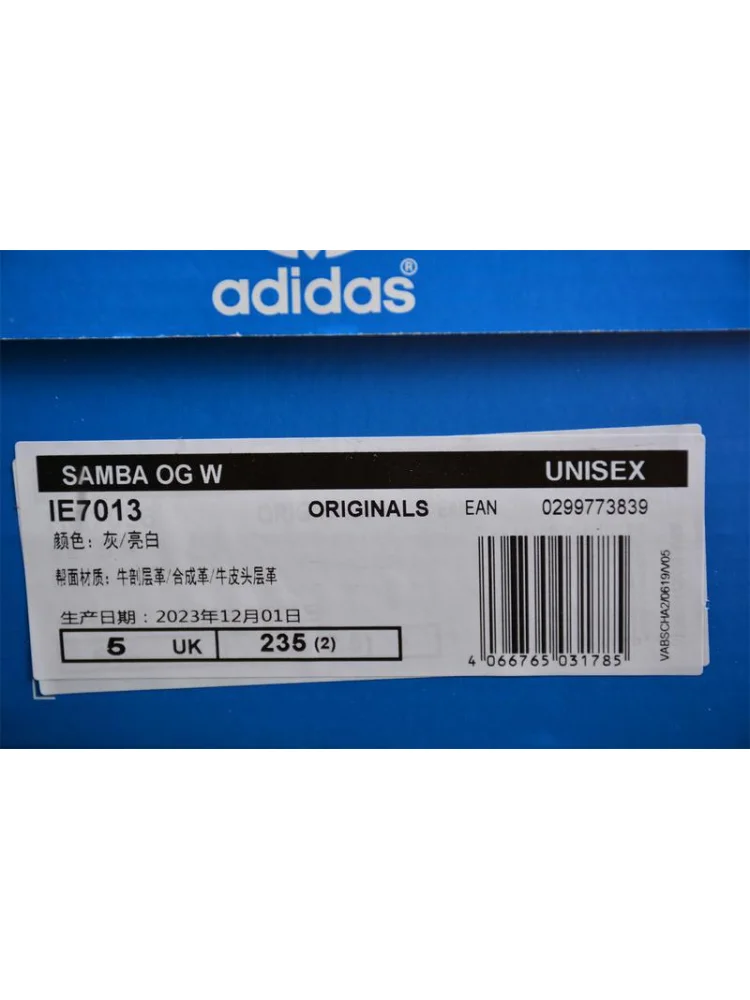 adidas®
SAMBA OG W UNISEX
IE7013 ORIGINALS EAN 0299773839
颜色：灰/亮白
帮面材质：牛剖层革/合成革/牛皮头层革
生产日期：2023年12月01日
5 UK 235 (2)
4 066765 031785
VABSCHA2/0619/V05